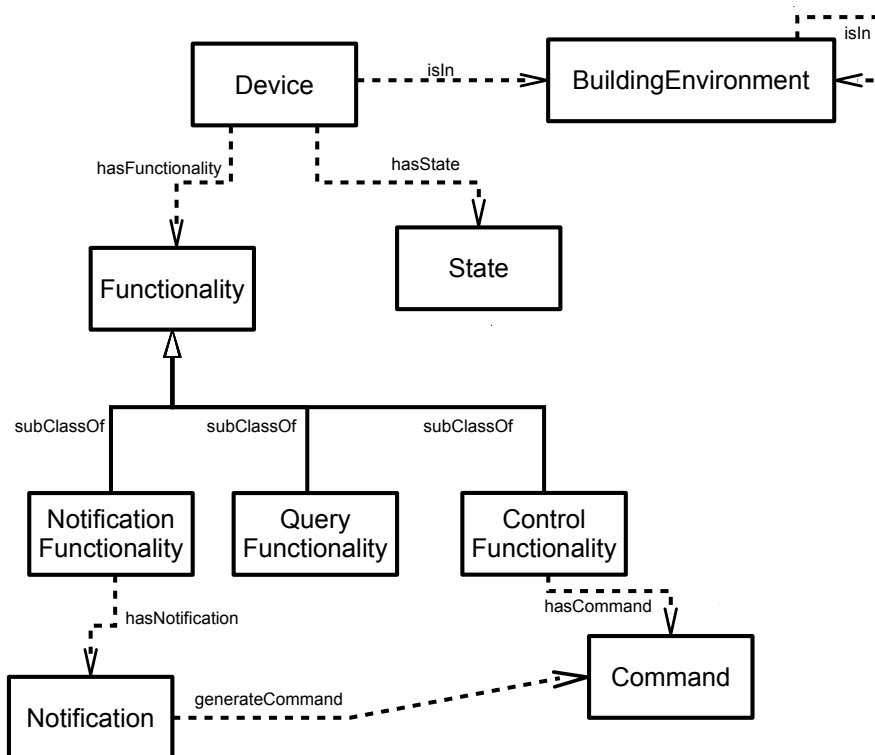 isIn
Device
isIn
BuildingEnvironment
hasFunctionality
hasState
Functionality
State
subClassOf
subClassOf
subClassOf
Notification
Functionality
Query
Functionality
Control
Functionality
hasNotification
hasCommand
Notification
generateCommand
Command